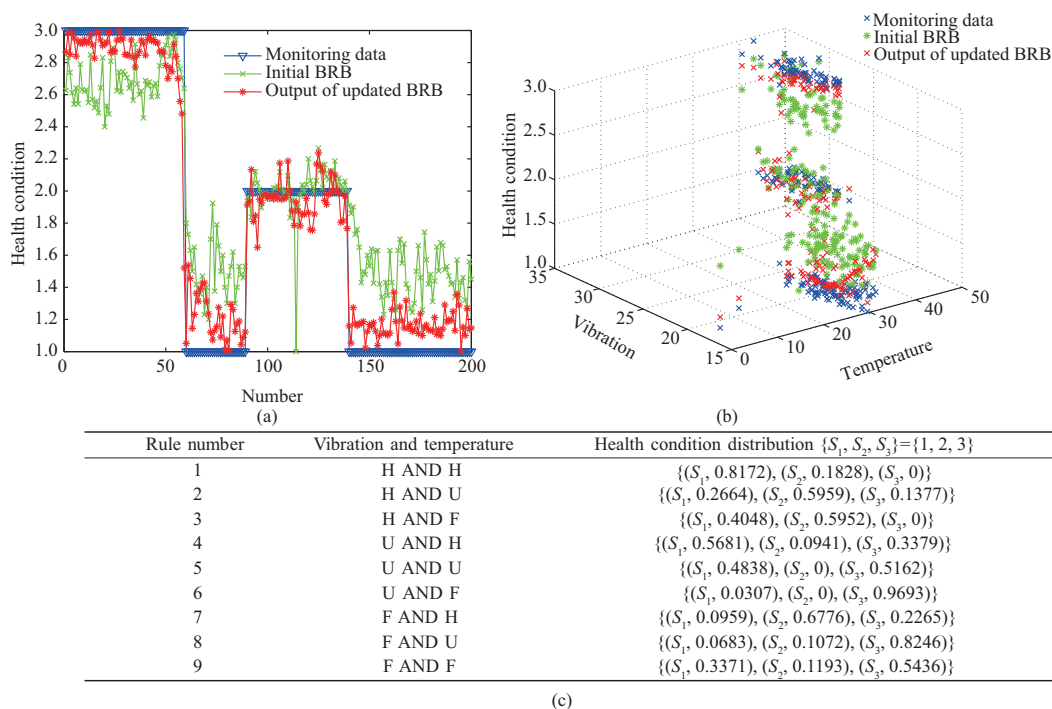 3.0
2.8
2.6
2.4
2.2
2.0
1.8
1.6
1.4
1.2
1.0
Health condition
Monitoring data
Initial BRB
Output of updated BRB
0 50 100 150 200
Number
(a)
Monitoring data
Initial BRB
Output of updated BRB
3.0
2.5
2.0
1.5
1.0
Health condition
35
30
25
20
15
Vibration
0
10
20
30
40
50
Temperature
(b)
Rule number Vibration and temperature Health condition distribution {S₁, S₂, S₃}={1, 2, 3}
1 H AND H {(S₁, 0.8172), (S₂, 0.1828), (S₃, 0)}
2 H AND U {(S₁, 0.2664), (S₂, 0.5959), (S₃, 0.1377)}
3 H AND F {(S₁, 0.4048), (S₂, 0.5952), (S₃, 0)}
4 U AND H {(S₁, 0.5681), (S₂, 0.0941), (S₃, 0.3379)}
5 U AND U {(S₁, 0.4838), (S₂, 0), (S₃, 0.5162)}
6 U AND F {(S₁, 0.0307), (S₂, 0), (S₃, 0.9693)}
7 F AND H {(S₁, 0.0959), (S₂, 0.6776), (S₃, 0.2265)}
8 F AND U {(S₁, 0.0683), (S₂, 0.1072), (S₃, 0.8246)}
9 F AND F {(S₁, 0.3371), (S₂, 0.1193), (S₃, 0.5436)}
(c)